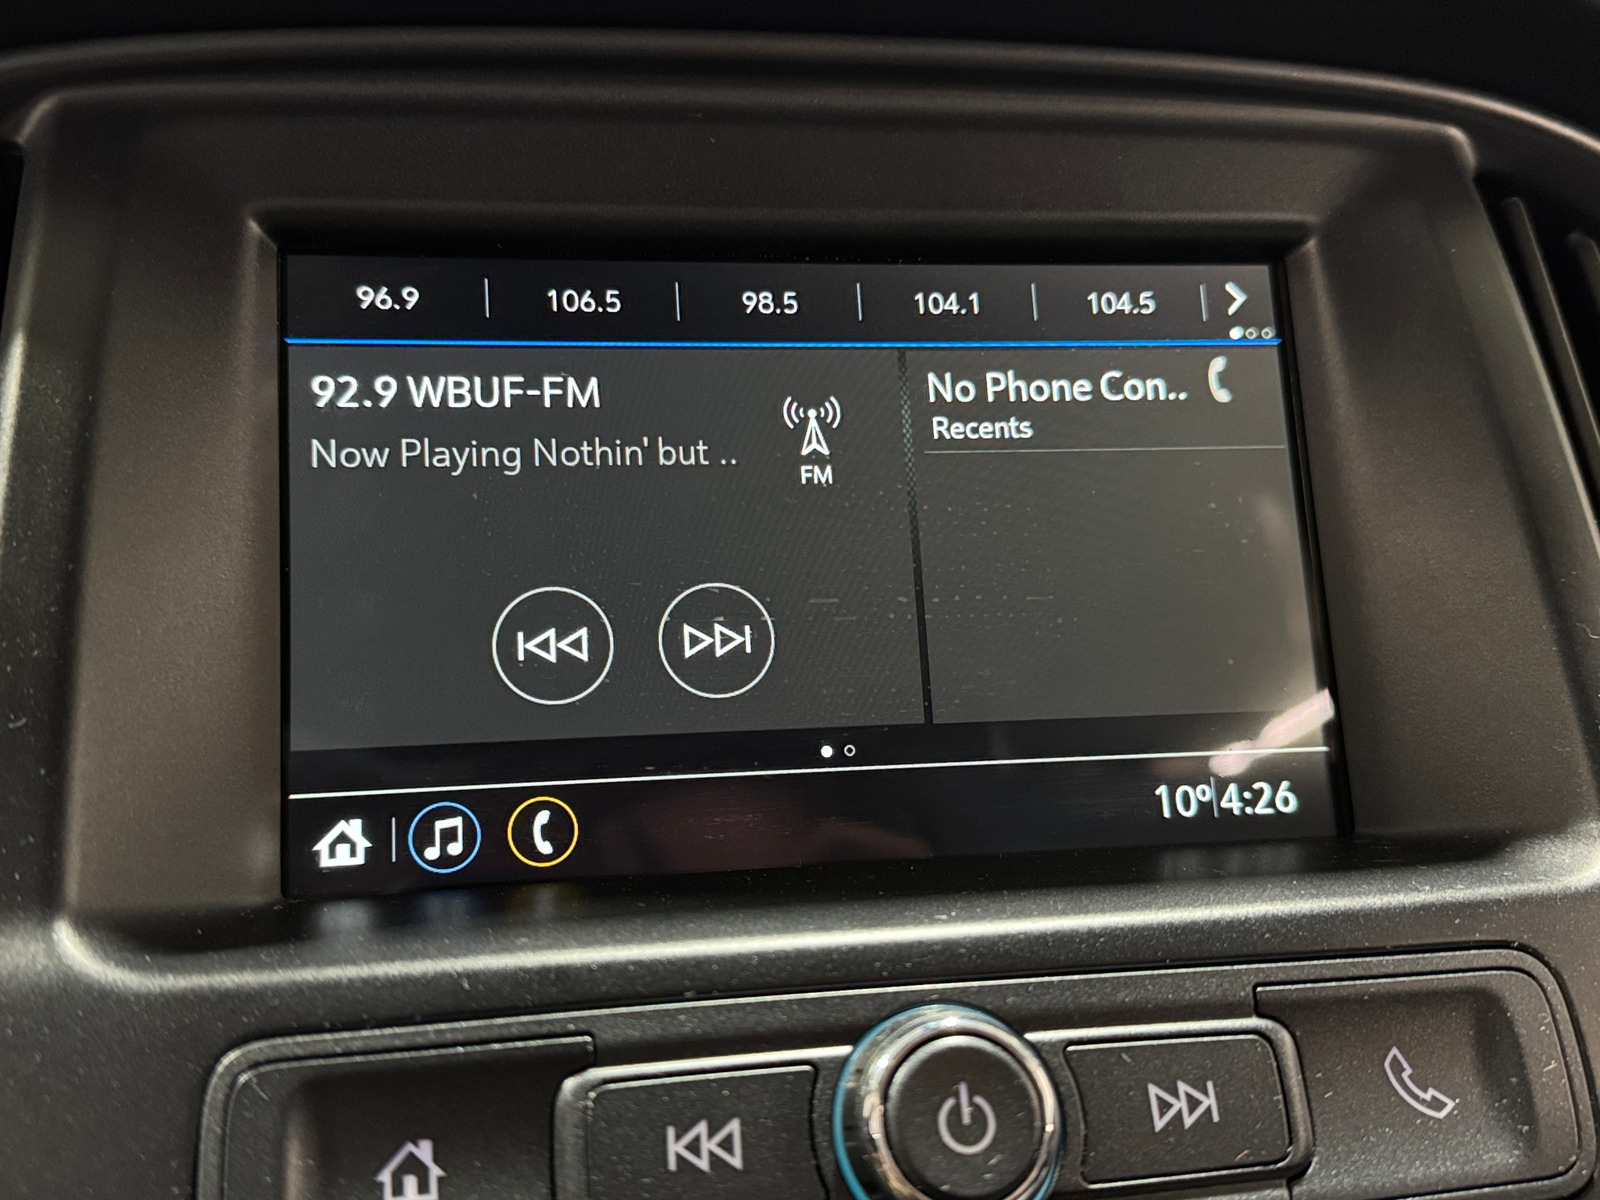 96.9 106.5 98.5 104.1 104.5
92.9 WBUF-FM
Now Playing Nothin' but ..
FM
No Phone Con..
Recents
10° 4:26